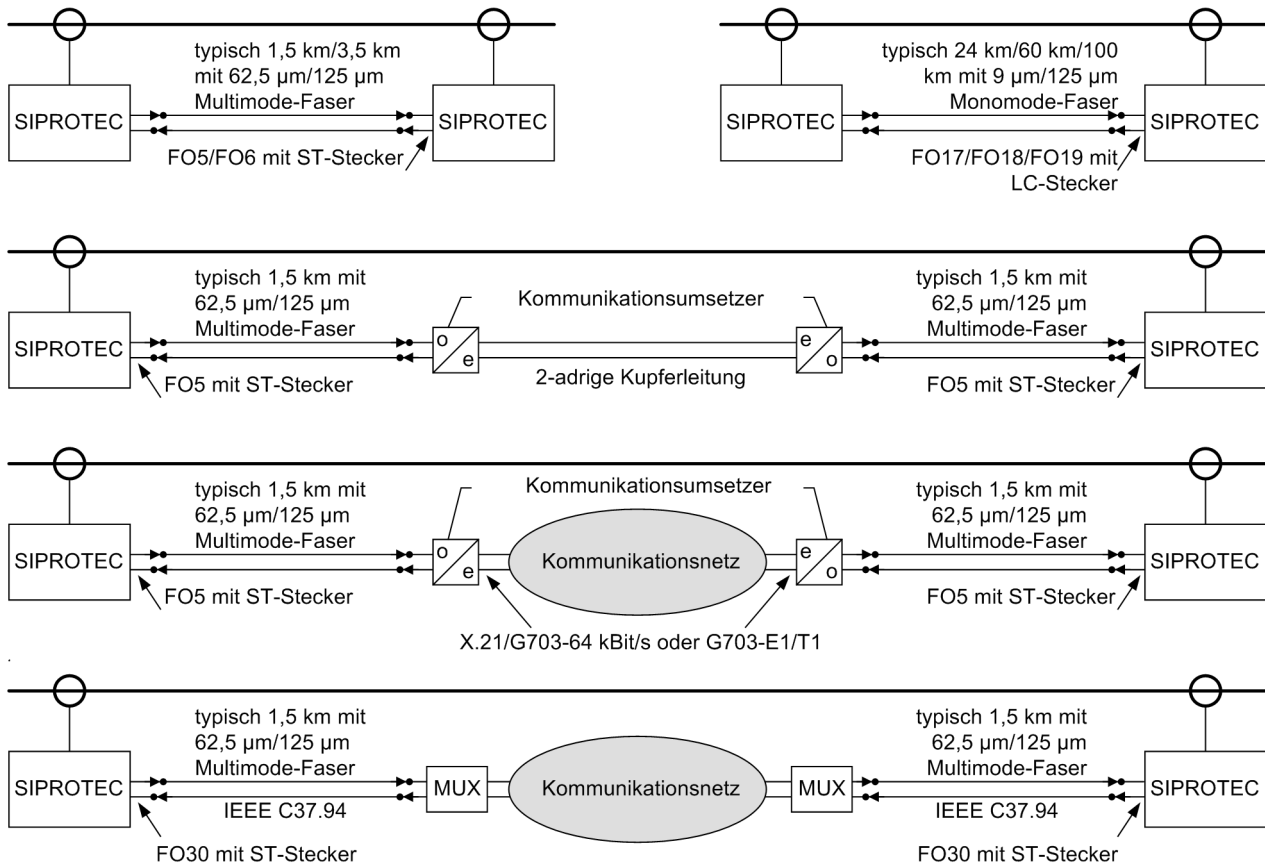 typisch 1,5 km/3,5 km
mit 62,5 µm/125 µm
Multimode-Faser
SIPROTEC
SIPROTEC
FO5/FO6 mit ST-Stecker
typisch 24 km/60 km/100
km mit 9 µm/125 µm
Monomode-Faser
SIPROTEC
SIPROTEC
FO17/FO18/FO19 mit
LC-Stecker
typisch 1,5 km mit
62,5 µm/125 µm
Multimode-Faser
SIPROTEC
FO5 mit ST-Stecker
Kommunikationsumsetzer
o
e
e
o
2-adrige Kupferleitung
typisch 1,5 km mit
62,5 µm/125 µm
Multimode-Faser
SIPROTEC
FO5 mit ST-Stecker
typisch 1,5 km mit
62,5 µm/125 µm
Multimode-Faser
SIPROTEC
FO5 mit ST-Stecker
Kommunikationsumsetzer
o
e
Kommunikationsnetz
e
o
X.21/G703-64 kBit/s oder G703-E1/T1
typisch 1,5 km mit
62,5 µm/125 µm
Multimode-Faser
SIPROTEC
FO5 mit ST-Stecker
typisch 1,5 km mit
62,5 µm/125 µm
Multimode-Faser
SIPROTEC
IEEE C37.94
FO30 mit ST-Stecker
MUX
Kommunikationsnetz
MUX
typisch 1,5 km mit
62,5 µm/125 µm
Multimode-Faser
SIPROTEC
IEEE C37.94
FO30 mit ST-Stecker